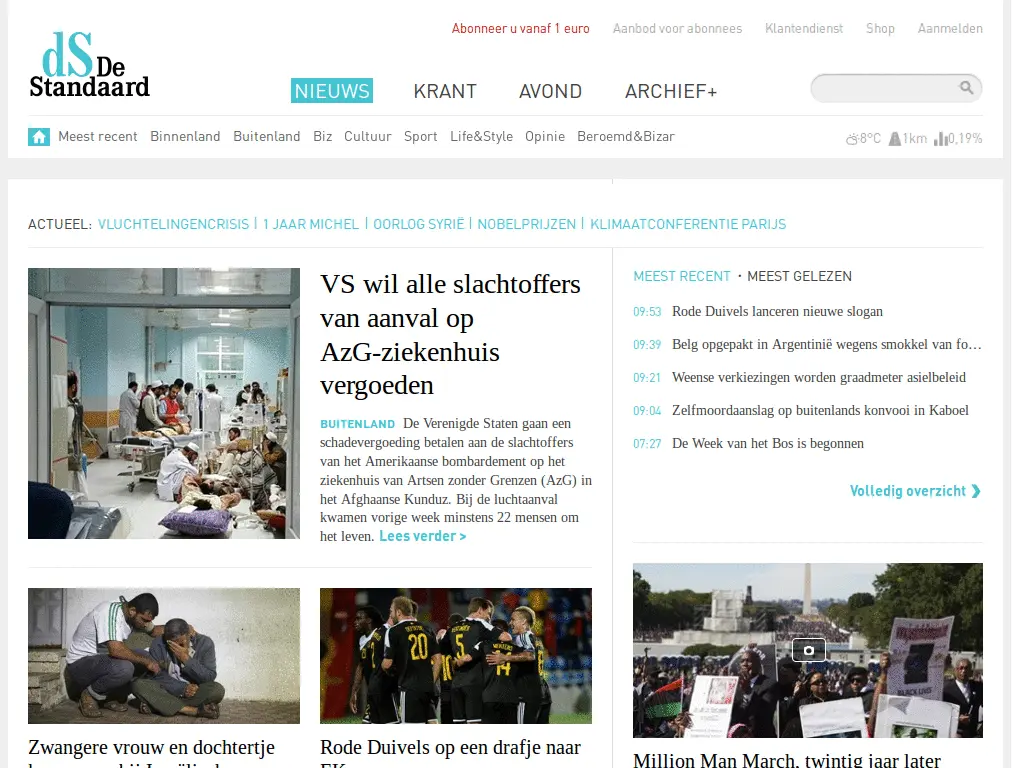 Abonneer u vanaf 1 euro Aanbod voor abonnees Klantendienst Shop Aanmelden
dS De
Standaard
NIEUWS KRANT AVOND ARCHIEF+
Meest recent Binnenland Buitenland Biz Cultuur Sport Life&Style Opinie Beroemd&Bizar
8°C 1km 0,19%
ACTUEEL: VLUCHTELINGENCRISIS | 1 JAAR MICHEL | OORLOG SYRIË | NOBELPRIJZEN | KLIMAATCONFERENTIE PARIJS
VS wil alle slachtoffers
van aanval op
AzG-ziekenhuis
vergoeden
BUITENLAND De Verenigde Staten gaan een
schadevergoeding betalen aan de slachtoffers
van het Amerikaanse bombardement op het
ziekenhuis van Artsen zonder Grenzen (AzG) in
het Afghaanse Kunduz. Bij de luchtaanval
kwamen vorige week minstens 22 mensen om
het leven. Lees verder >
MEEST RECENT · MEEST GELEZEN
09:53 Rode Duivels lanceren nieuwe slogan
09:39 Belg opgepakt in Argentinië wegens smokkel van fo…
09:21 Weense verkiezingen worden graadmeter asielbeleid
09:04 Zelfmoordaanslag op buitenlands konvooi in Kaboel
07:27 De Week van het Bos is begonnen
Volledig overzicht ❯
20 5 14
Zwangere vrouw en dochtertje
Rode Duivels op een drafje naar
Million Man March, twintig jaar later